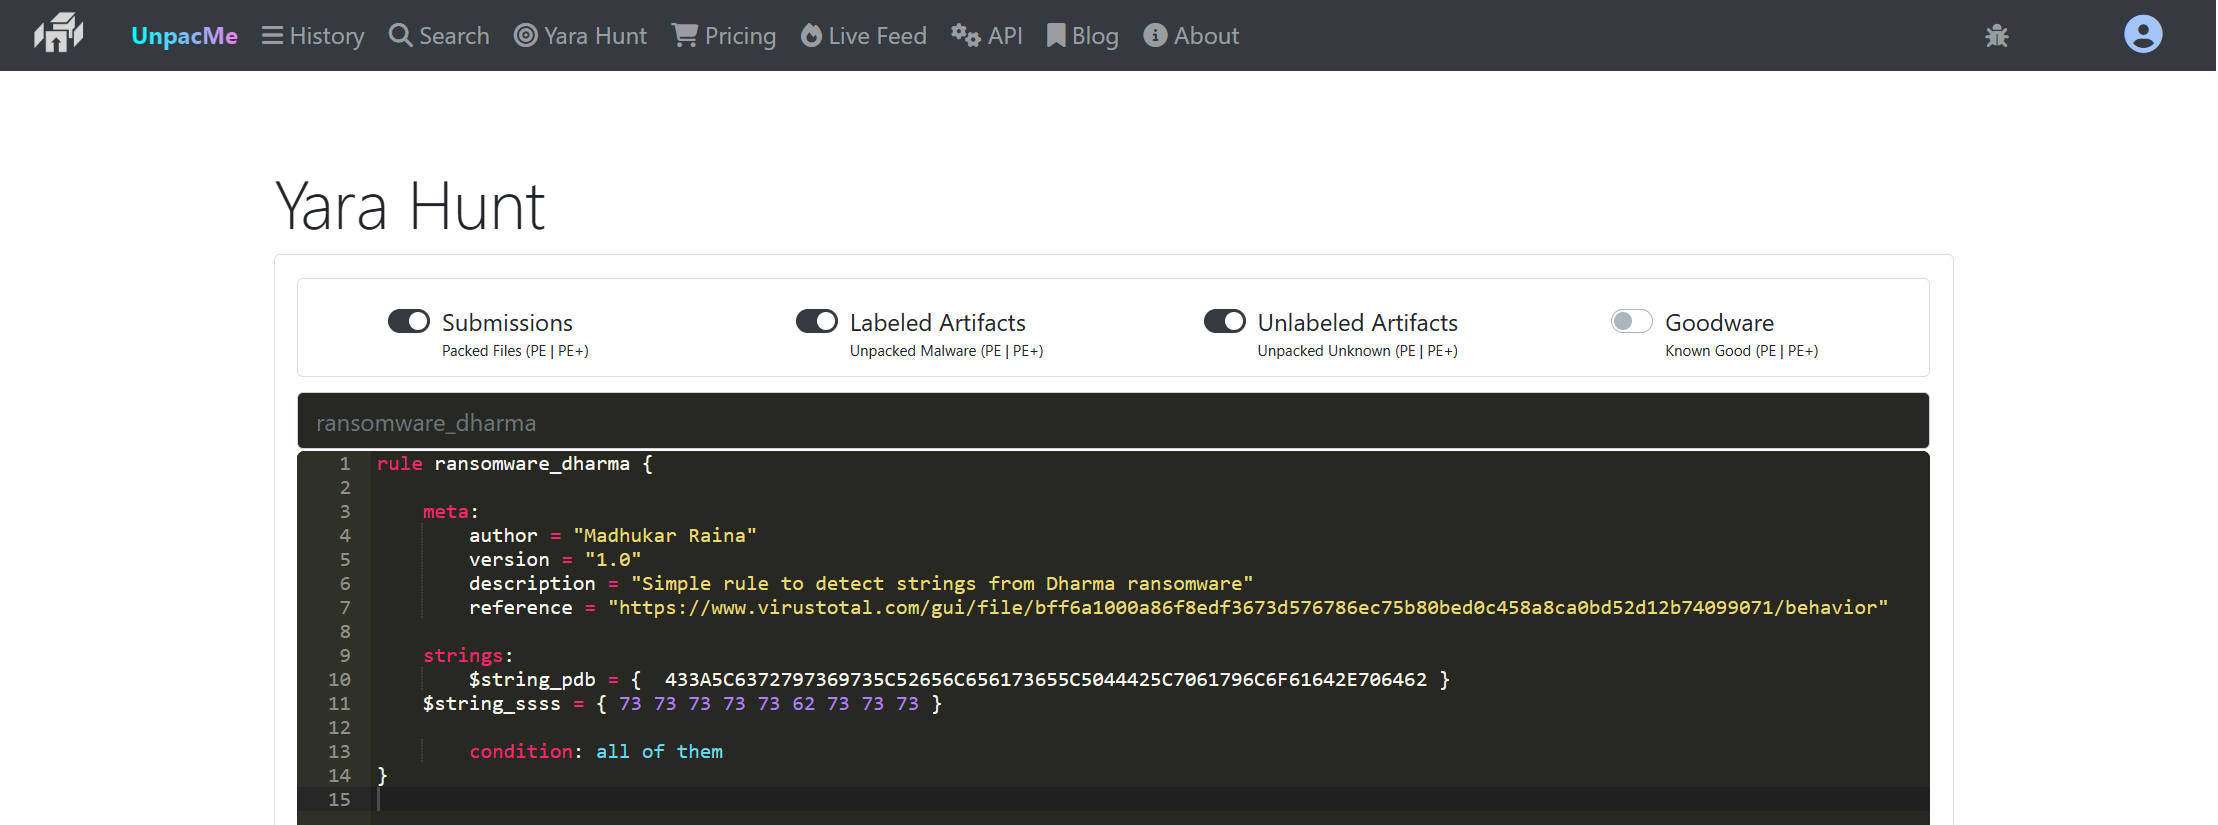 UnpacMe History Search Yara Hunt Pricing Live Feed API Blog About
Yara Hunt
Submissions Labeled Artifacts Unlabeled Artifacts Goodware
Packed Files (PE | PE+) Unpacked Malware (PE | PE+) Unpacked Unknown (PE | PE+) Known Good (PE | PE+)
ransomware_dharma
1 rule ransomware_dharma {
2
3 meta:
4 author = "Madhukar Raina"
5 version = "1.0"
6 description = "Simple rule to detect strings from Dharma ransomware"
7 reference = "https://www.virustotal.com/gui/file/bff6a1000a86f8edf3673d576786ec75b80bed0c458a8ca0bd52d12b74099071/behavior"
8
9 strings:
10 $string_pdb = {  433A5C6372797369735C52656C656173655C5044425C7061796C6F61642E706462 }
11 $string_ssss = { 73 73 73 73 73 62 73 73 73 }
12
13 condition: all of them
14 }
15